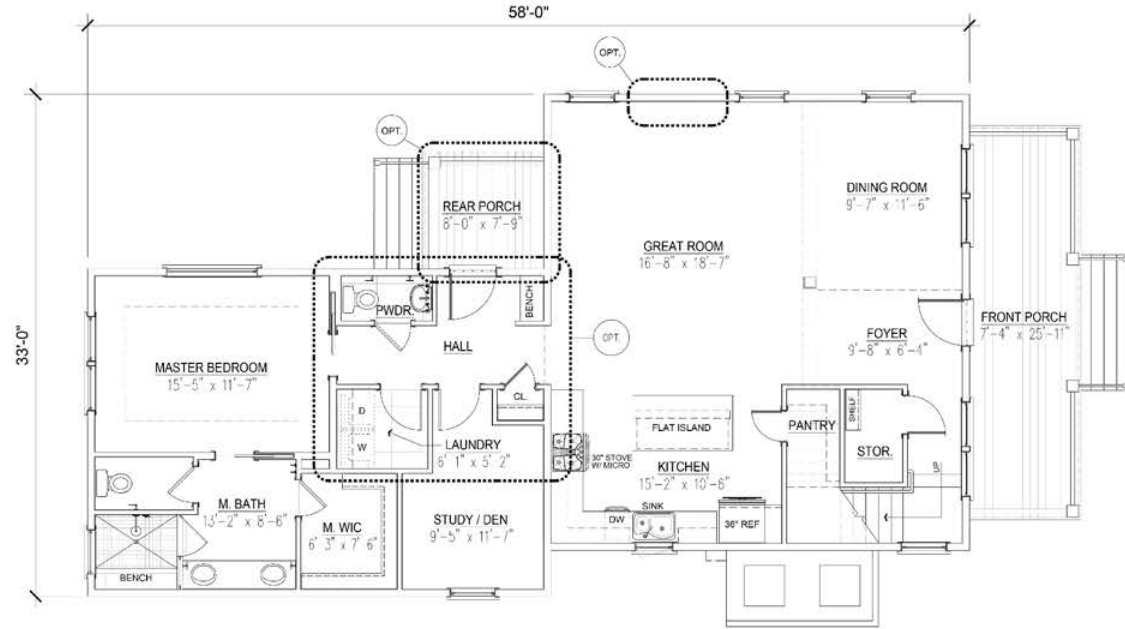 58'-0"
OPT.
OPT.
REAR PORCH
8'-0" x 7'-9"
DINING ROOM
9'-7" x 11'-6"
GREAT ROOM
16'-8" x 18'-7"
33'-0"
PWDR.
BENCH
HALL
OPT.
FOYER
9'-8" x 6'-4"
FRONT PORCH
7'-4" x 25'-11"
MASTER BEDROOM
15'-5" x 11'-7"
CL.
D
W
LAUNDRY
6' 1" x 5' 2"
FLAT ISLAND
PANTRY
SHELF
STOR.
UP
30" STOVE
W/ MICRO
KITCHEN
15'-2" x 10'-6"
M. BATH
13'-2" x 8'-6"
M. WIC
6' 3" x 7' 6"
STUDY / DEN
9'-5" x 11'-7"
SINK
DW
36" REF
BENCH